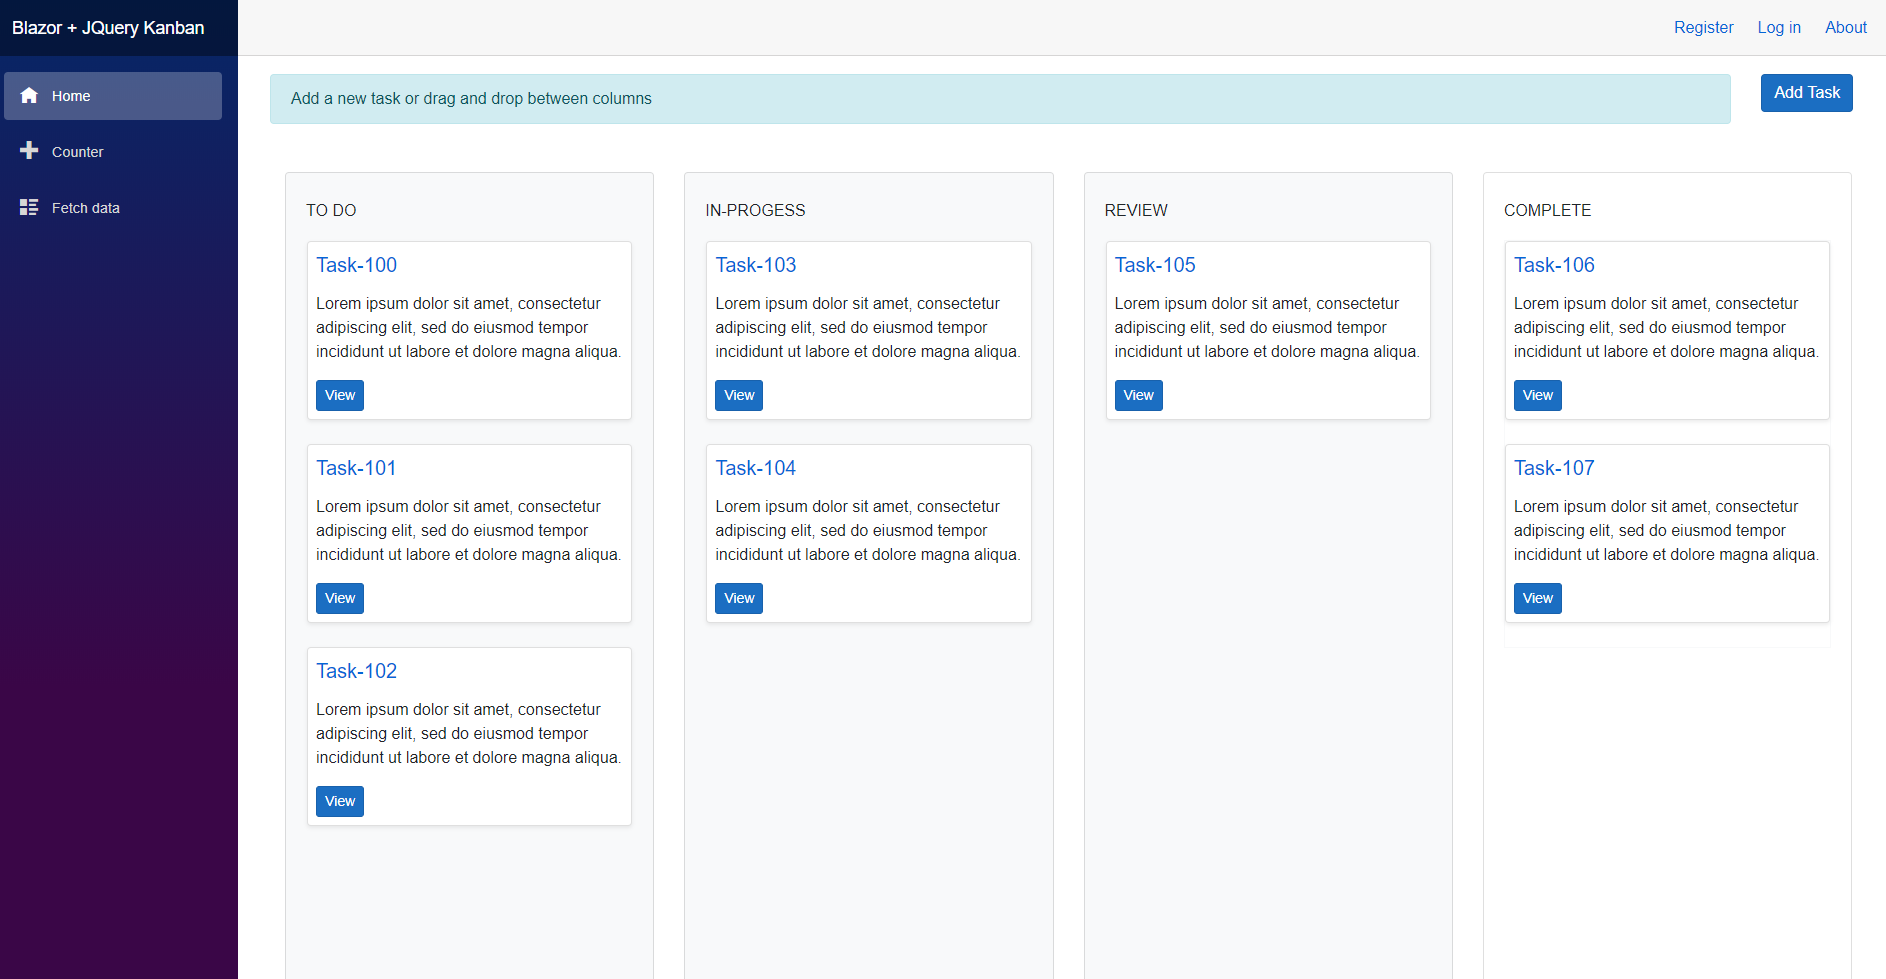 Blazor + JQuery Kanban
Register
Log in
About
Home
Counter
Fetch data
Add a new task or drag and drop between columns
Add Task
TO DO
Task-100
Lorem ipsum dolor sit amet, consectetur
adipiscing elit, sed do eiusmod tempor
incididunt ut labore et dolore magna aliqua.
View
Task-101
Lorem ipsum dolor sit amet, consectetur
adipiscing elit, sed do eiusmod tempor
incididunt ut labore et dolore magna aliqua.
View
Task-102
Lorem ipsum dolor sit amet, consectetur
adipiscing elit, sed do eiusmod tempor
incididunt ut labore et dolore magna aliqua.
View
IN-PROGESS
Task-103
Lorem ipsum dolor sit amet, consectetur
adipiscing elit, sed do eiusmod tempor
incididunt ut labore et dolore magna aliqua.
View
Task-104
Lorem ipsum dolor sit amet, consectetur
adipiscing elit, sed do eiusmod tempor
incididunt ut labore et dolore magna aliqua.
View
REVIEW
Task-105
Lorem ipsum dolor sit amet, consectetur
adipiscing elit, sed do eiusmod tempor
incididunt ut labore et dolore magna aliqua.
View
COMPLETE
Task-106
Lorem ipsum dolor sit amet, consectetur
adipiscing elit, sed do eiusmod tempor
incididunt ut labore et dolore magna aliqua.
View
Task-107
Lorem ipsum dolor sit amet, consectetur
adipiscing elit, sed do eiusmod tempor
incididunt ut labore et dolore magna aliqua.
View